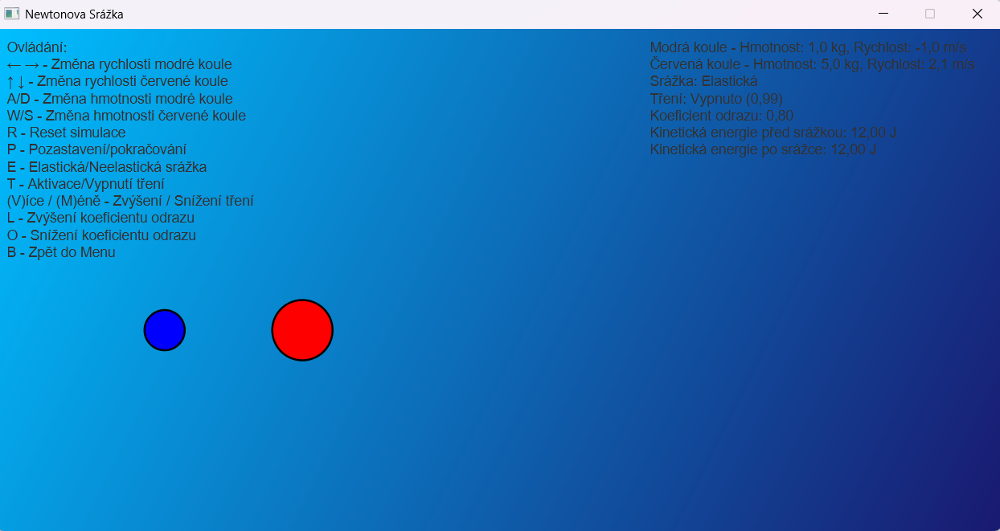 Newtonova Srážka
Ovládání:
← → - Změna rychlosti modré koule
↑ ↓ - Změna rychlosti červené koule
A/D - Změna hmotnosti modré koule
W/S - Změna hmotnosti červené koule
R - Reset simulace
P - Pozastavení/pokračování
E - Elastická/Neelastická srážka
T - Aktivace/Vypnutí tření
(V)íce / (M)éně - Zvýšení / Snížení tření
L - Zvýšení koeficientu odrazu
O - Snížení koeficientu odrazu
B - Zpět do Menu
Modrá koule - Hmotnost: 1,0 kg, Rychlost: -1,0 m/s
Červená koule - Hmotnost: 5,0 kg, Rychlost: 2,1 m/s
Srážka: Elastická
Tření: Vypnuto (0,99)
Koeficient odrazu: 0,80
Kinetická energie před srážkou: 12,00 J
Kinetická energie po srážce: 12,00 J